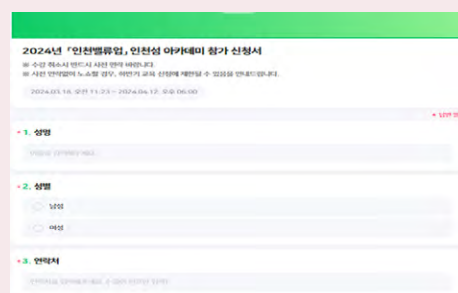 2024년 「인천밸류업」 인천섬 아카데미 참가 신청서
※ 수강 취소시 반드시 사전 연락 바랍니다.
※ 사전 연락없이 노쇼할 경우, 하반기 교육 신청에 제한될 수 있음을 안내드립니다.
2024.03.18. 오전 11:23 ~ 2024.04.12. 오후 06:00
* 1. 성명
* 2. 성별
남성
여성
* 3. 연락처